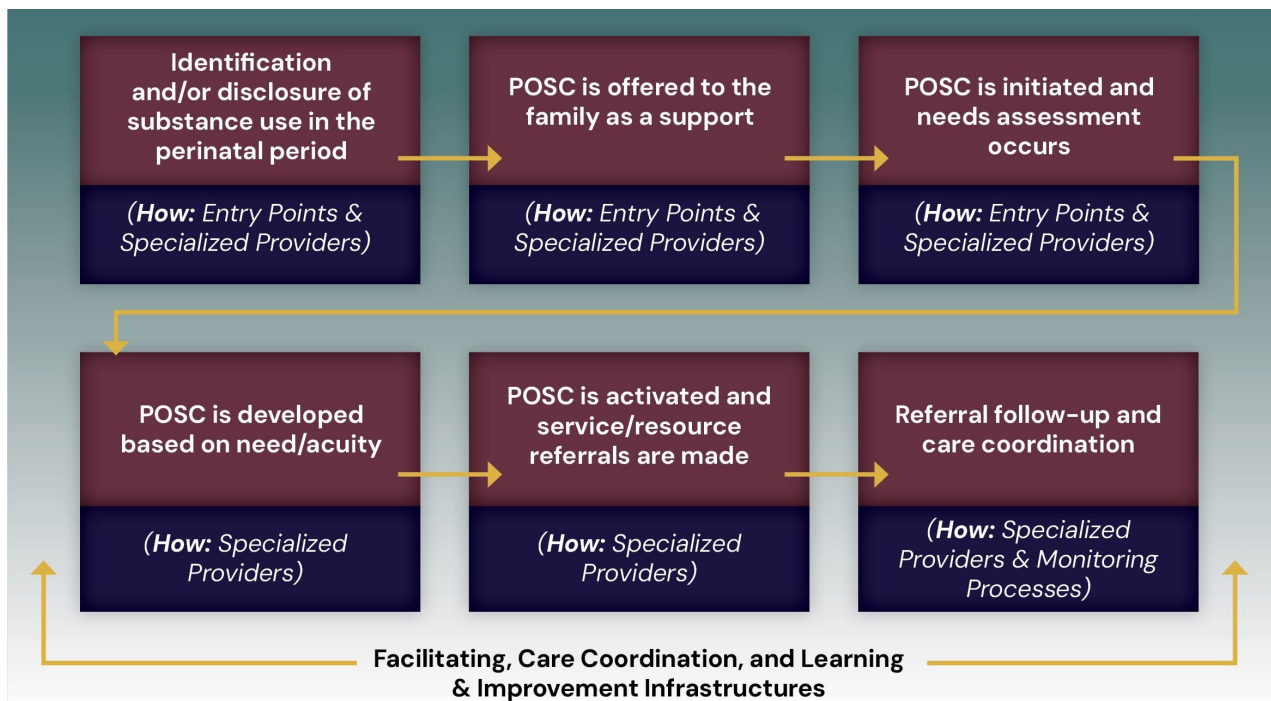 Identification
and/or disclosure of
substance use in the
perinatal period
(How: Entry Points &
Specialized Providers)
POSC is offered to the
family as a support
(How: Entry Points &
Specialized Providers)
POSC is initiated and
needs assessment
occurs
(How: Entry Points &
Specialized Providers)
POSC is developed
based on need/acuity
(How: Specialized
Providers)
POSC is activated and
service/resource
referrals are made
(How: Specialized
Providers)
Referral follow-up and
care coordination
(How: Specialized
Providers & Monitoring
Processes)
Facilitating, Care Coordination, and Learning
& Improvement Infrastructures